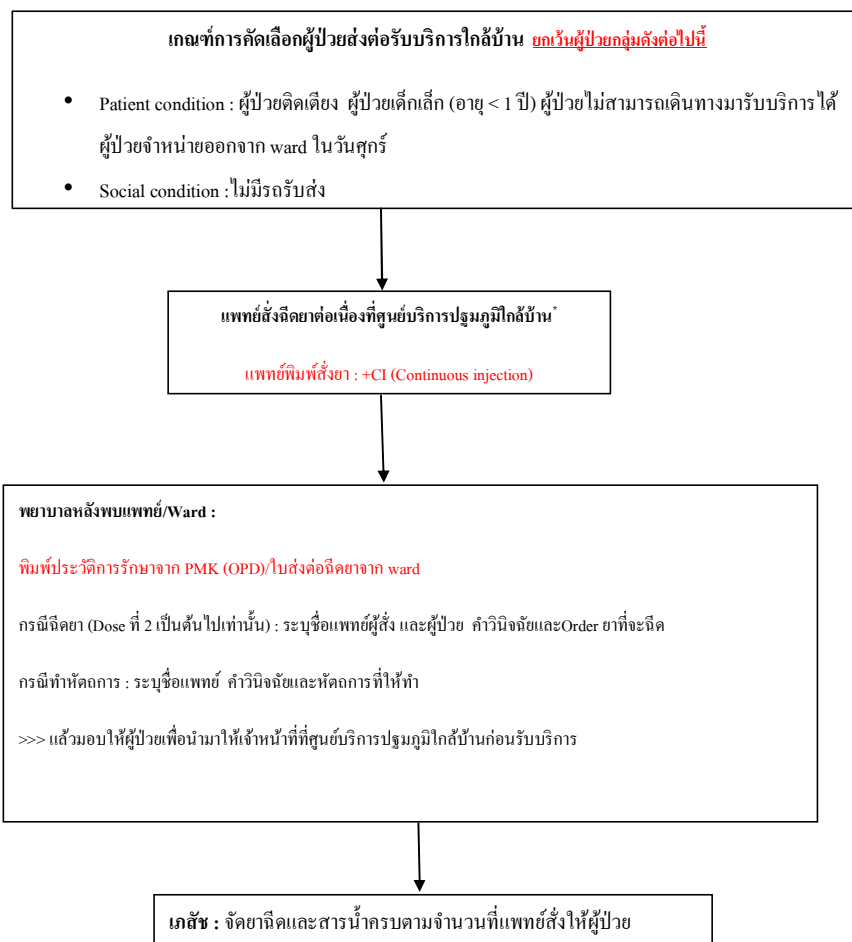 เกณฑ์การคัดเลือกผู้ป่วยส่งต่อรับบริการใกล้บ้าน ยกเว้นผู้ป่วยกลุ่มดังต่อไปนี้
• Patient condition : ผู้ป่วยติดเตียง ผู้ป่วยเด็กเล็ก (อายุ < 1 ปี) ผู้ป่วยไม่สามารถเดินทางมารับบริการได้
ผู้ป่วยจำหน่ายออกจาก ward ในวันศุกร์
• Social condition : ไม่มีรถรับส่ง
แพทย์สั่งฉีดยาต่อเนื่องที่ศูนย์บริการปฐมภูมิใกล้บ้าน*
แพทย์พิมพ์สั่งยา : +CI (Continuous injection)
พยาบาลหลังพบแพทย์/Ward :
พิมพ์ประวัติการรักษาจาก PMK (OPD)/ใบส่งต่อฉีดยาจาก ward
กรณีฉีดยา (Dose ที่ 2 เป็นต้นไปเท่านั้น) : ระบุชื่อแพทย์ผู้สั่ง และผู้ป่วย คำวินิจฉัยและOrder ยาที่จะฉีด
กรณีทำหัตถการ : ระบุชื่อแพทย์ คำวินิจฉัยและหัตถการที่ให้ทำ
>>> แล้วมอบให้ผู้ป่วยเพื่อนำมาให้เจ้าหน้าที่ที่ศูนย์บริการปฐมภูมิใกล้บ้านก่อนรับบริการ
เภสัช : จัดยาฉีดและสารน้ำครบตามจำนวนที่แพทย์สั่งให้ผู้ป่วย